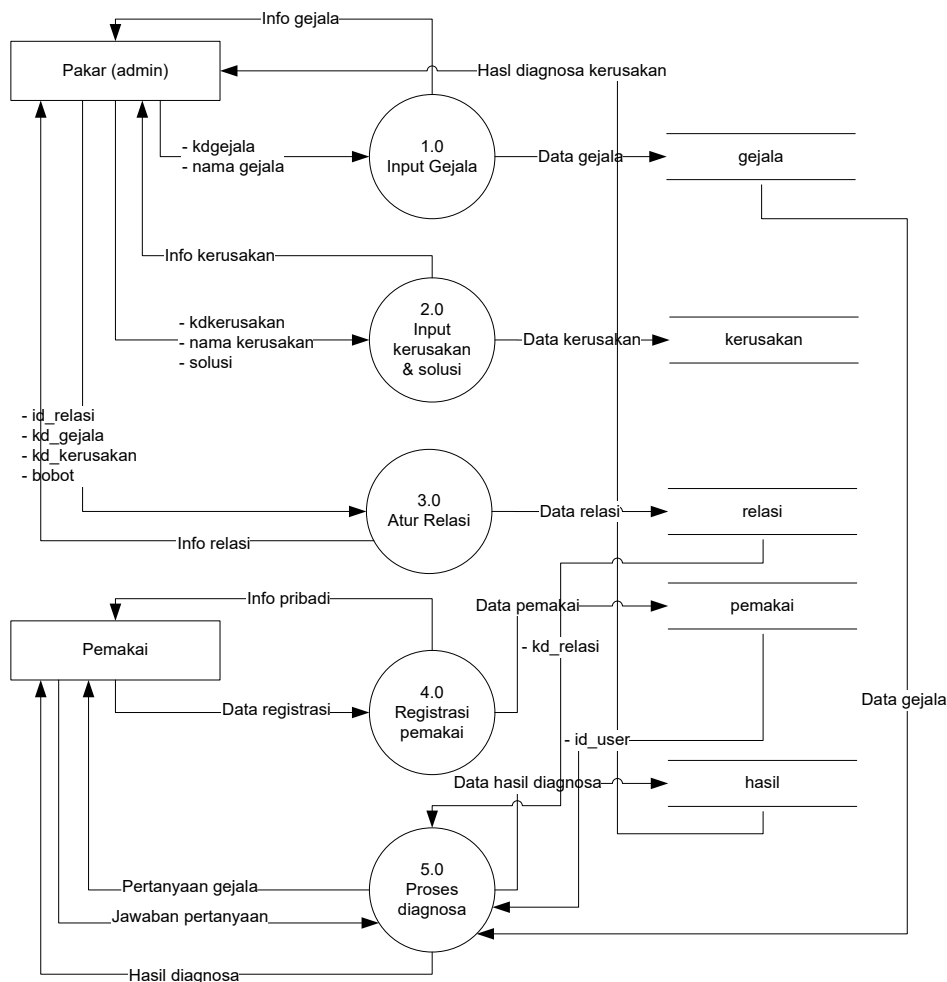 Info gejala
Pakar (admin)
Hasl diagnosa kerusakan
- kdgejala
- nama gejala
1.0
Input Gejala
Data gejala
gejala
Info kerusakan
- kdkerusakan
- nama kerusakan
- solusi
2.0
Input
kerusakan
& solusi
Data kerusakan
kerusakan
- id_relasi
- kd_gejala
- kd_kerusakan
- bobot
3.0
Atur Relasi
Data relasi
relasi
Info relasi
Info pribadi
Data pemakai
pemakai
Pemakai
- kd_relasi
4.0
Registrasi
pemakai
Data registrasi
Data gejala
- id_user
Data hasil diagnosa
hasil
5.0
Proses
diagnosa
Pertanyaan gejala
Jawaban pertanyaan
Hasil diagnosa